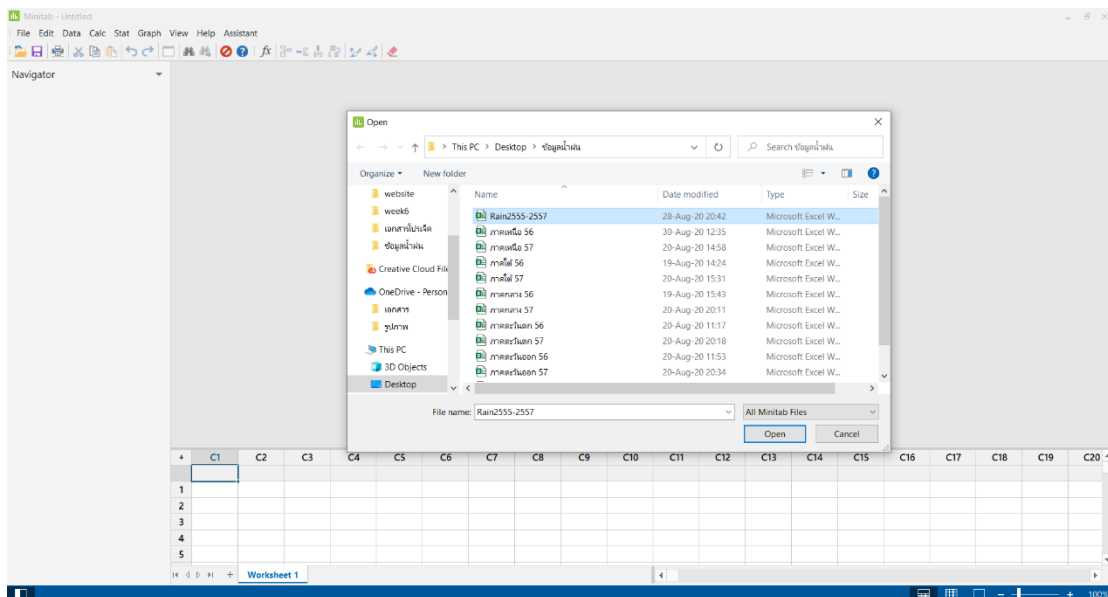 Minitab - Untitled
File Edit Data Calc Stat Graph View Help Assistant
Navigator
Open
This PC > Desktop > ข้อมูลน้ำฝน
Search ข้อมูลน้ำฝน
Organize New folder
website
week6
เอกสารโปรเจ็ค
ข้อมูลน้ำฝน
Creative Cloud File
OneDrive - Person
เอกสาร
รูปภาพ
This PC
3D Objects
Desktop
Name Date modified Type Size
Rain2555-2557 28-Aug-20 20:42 Microsoft Excel W...
ภาคเหนือ 56 30-Aug-20 12:35 Microsoft Excel W...
ภาคเหนือ 57 20-Aug-20 14:58 Microsoft Excel W...
ภาคใต้ 56 19-Aug-20 14:24 Microsoft Excel W...
ภาคใต้ 57 20-Aug-20 15:31 Microsoft Excel W...
ภาคกลาง 56 19-Aug-20 15:43 Microsoft Excel W...
ภาคกลาง 57 20-Aug-20 20:11 Microsoft Excel W...
ภาคตะวันตก 56 20-Aug-20 11:17 Microsoft Excel W...
ภาคตะวันตก 57 20-Aug-20 20:18 Microsoft Excel W...
ภาคตะวันออก 56 20-Aug-20 11:53 Microsoft Excel W...
ภาคตะวันออก 57 20-Aug-20 20:34 Microsoft Excel W...
File name: Rain2555-2557 All Minitab Files
Open Cancel
C1 C2 C3 C4 C5 C6 C7 C8 C9 C10 C11 C12 C13 C14 C15 C16 C17 C18 C19 C20
1
2
3
4
5
+ Worksheet 1
100%